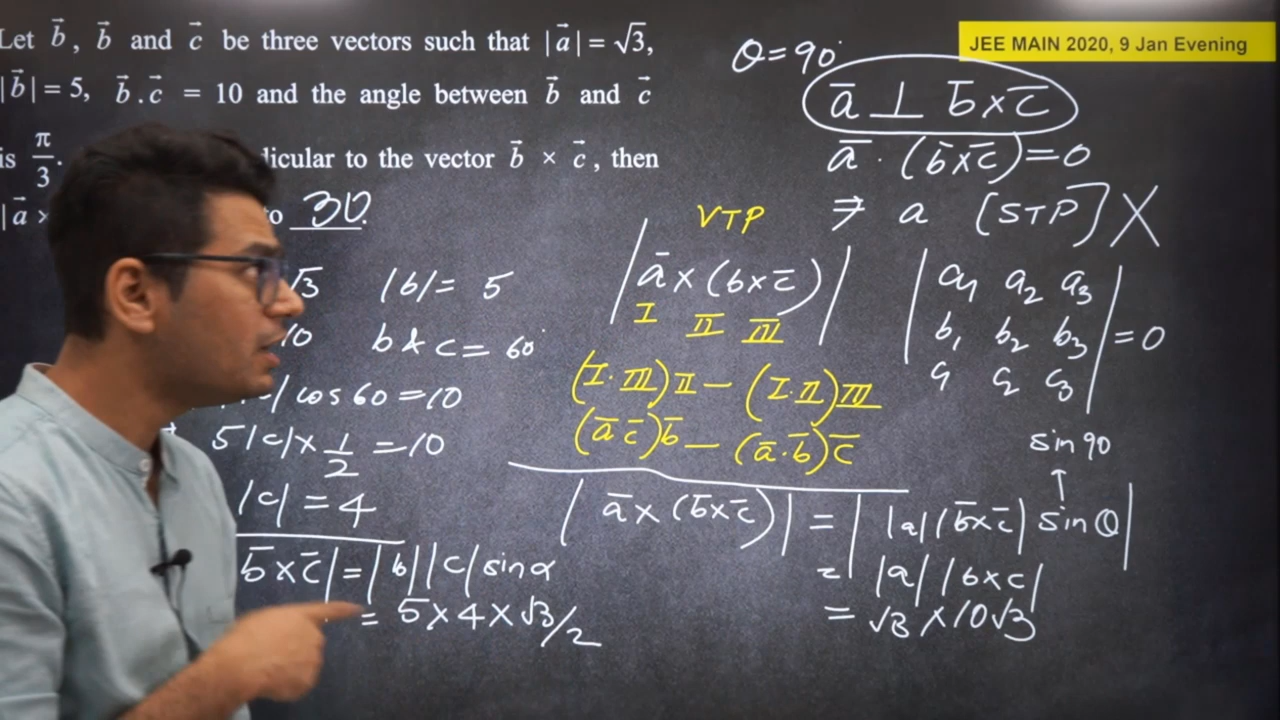 Let b⃗, b⃗ and c⃗ be three vectors such that |a⃗| = √3,
|b⃗| = 5, b⃗.c⃗ = 10 and the angle between b⃗ and c⃗
is π/3. dicular to the vector b⃗ × c⃗, then
|a⃗ × to 30.
JEE MAIN 2020, 9 Jan Evening
θ = 90°
a̅ ⊥ b̅×c̅
a̅ · (b̅×c̅) = 0
⇒ a [STP] X
| a₁ a₂ a₃ |
| b₁ b₂ b₃ | = 0
| c₁ c₂ c₃ |
VTP
| a̅ × (b×c̅) |
I II III
(I·III)II − (I·II)III
(a̅ c̅)b̅ − (a̅·b̅)c̅
√3 |b| = 5
10 b & c = 60°
| cos 60 = 10
5|c| × 1/2 = 10
|c| = 4
b̅×c̅| = |b||c| sin α
= 5×4×√3/2
sin 90
↑
| a̅×(b̅×c̅) | = | |a| |b̅×c̅| sin θ |
= |a| |b×c|
= √3 × 10√3